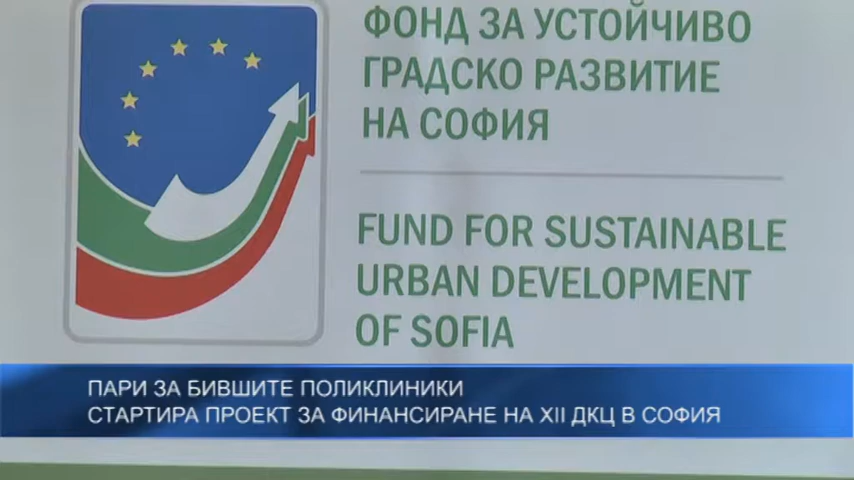 ФОНД ЗА УСТОЙЧИВО
ГРАДСКО РАЗВИТИЕ
НА СОФИЯ
FUND FOR SUSTAINABLE
URBAN DEVELOPMENT
OF SOFIA
ПАРИ ЗА БИВШИТЕ ПОЛИКЛИНИКИ
СТАРТИРА ПРОЕКТ ЗА ФИНАНСИРАНЕ НА XII ДКЦ В СОФИЯ